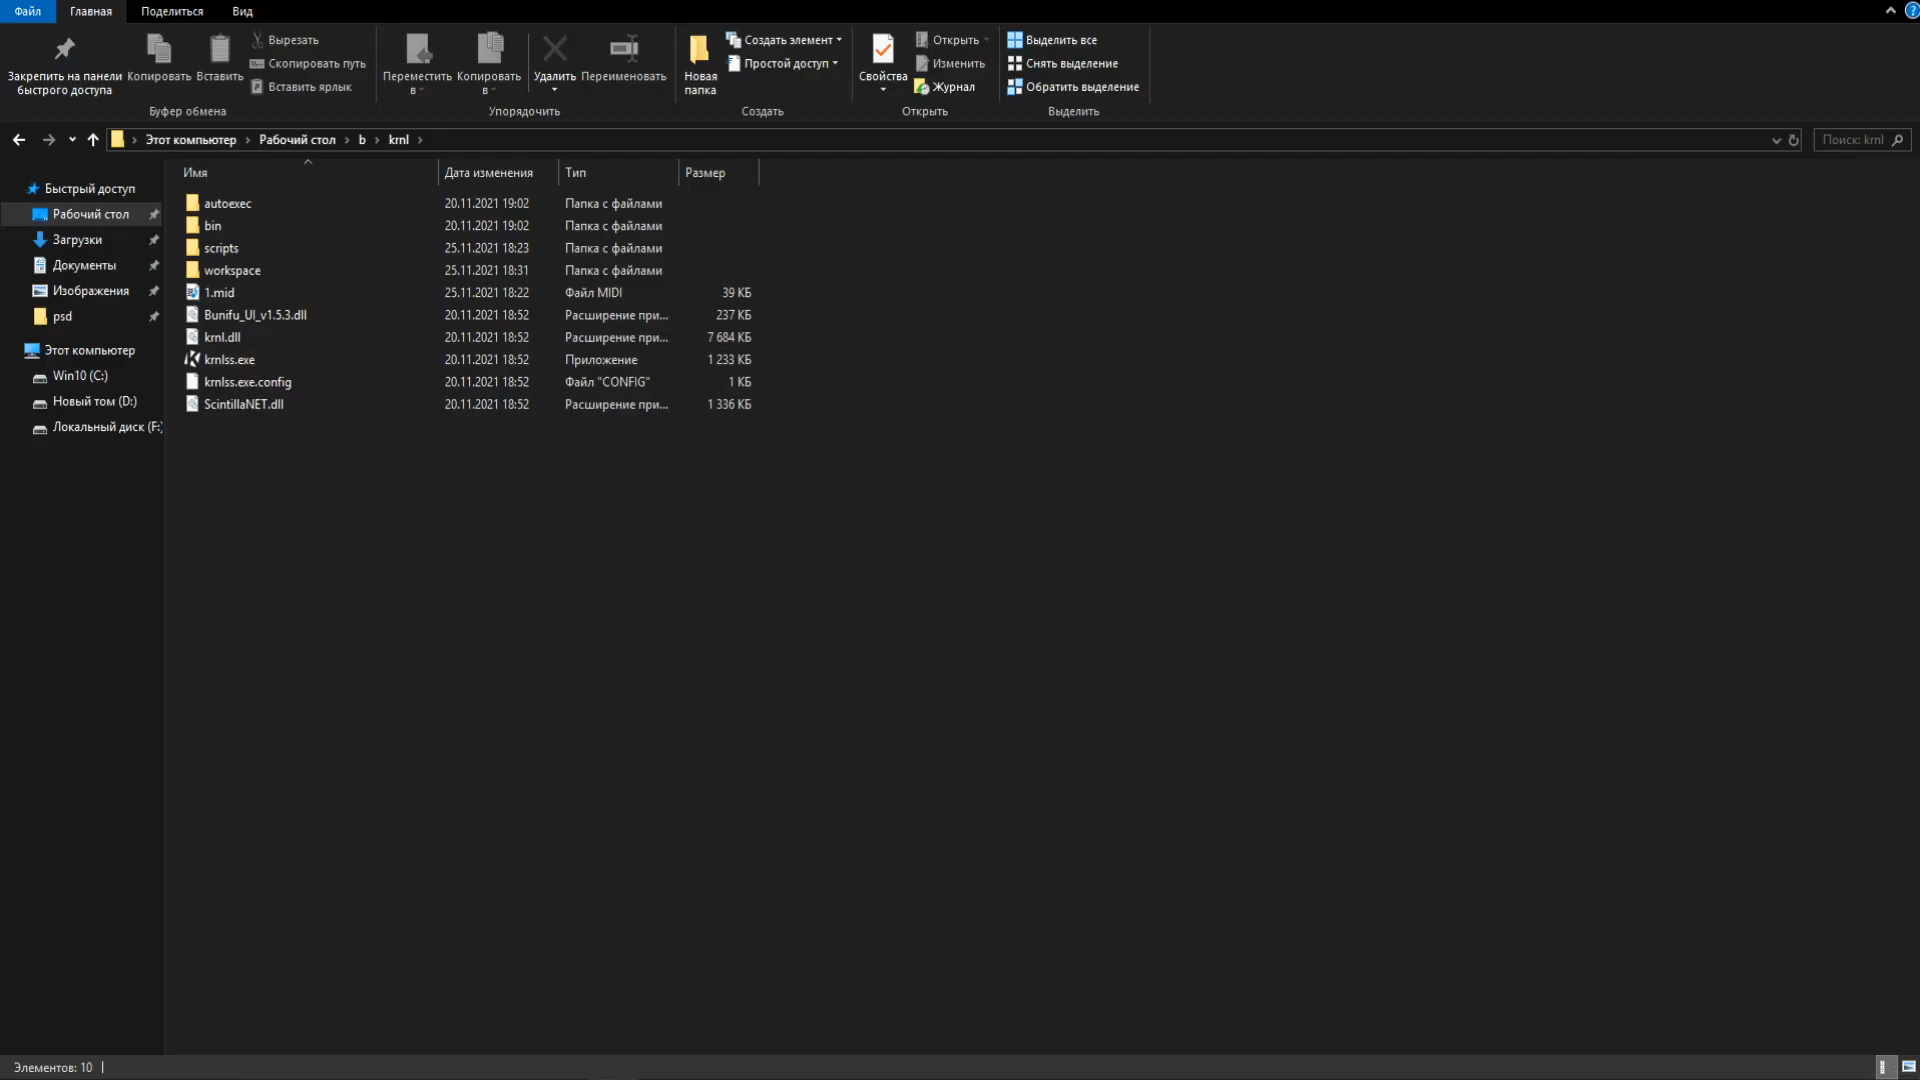 Файл Главная Поделиться Вид
Закрепить на панели быстрого доступа
Копировать
Вставить
Вырезать
Скопировать путь
Вставить ярлык
Буфер обмена
Переместить в
Копировать в
Удалить
Переименовать
Упорядочить
Новая папка
Создать элемент
Простой доступ
Создать
Свойства
Открыть
Изменить
Журнал
Открыть
Выделить все
Снять выделение
Обратить выделение
Выделить
Этот компьютер › Рабочий стол › b › krnl ›
Поиск: krnl
Быстрый доступ
Рабочий стол
Загрузки
Документы
Изображения
psd
Этот компьютер
Win10 (C:)
Новый том (D:)
Локальный диск (F:)
Имя Дата изменения Тип Размер
autoexec 20.11.2021 19:02 Папка с файлами
bin 20.11.2021 19:02 Папка с файлами
scripts 25.11.2021 18:23 Папка с файлами
workspace 25.11.2021 18:31 Папка с файлами
1.mid 25.11.2021 18:22 Файл MIDI 39 КБ
Bunifu_UI_v1.5.3.dll 20.11.2021 18:52 Расширение при... 237 КБ
krnl.dll 20.11.2021 18:52 Расширение при... 7 684 КБ
krnlss.exe 20.11.2021 18:52 Приложение 1 233 КБ
krnlss.exe.config 20.11.2021 18:52 Файл "CONFIG" 1 КБ
ScintillaNET.dll 20.11.2021 18:52 Расширение при... 1 336 КБ
Элементов: 10